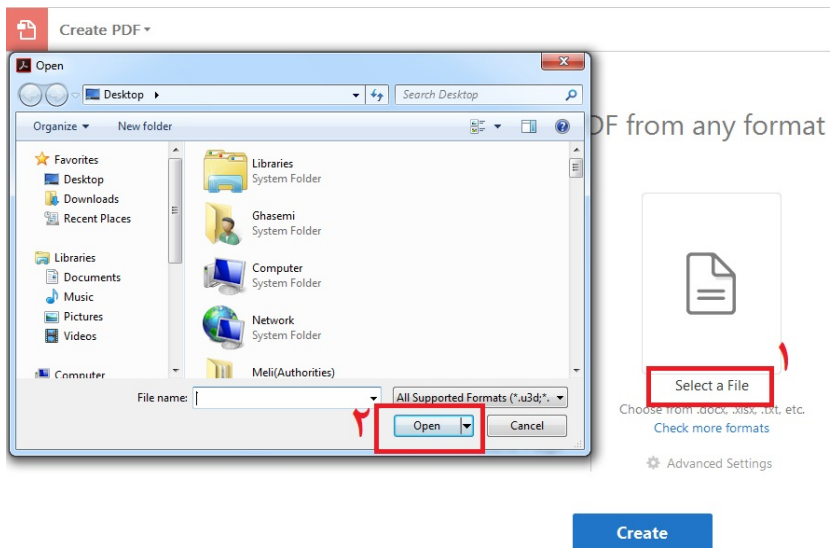 Create PDF
Open
Desktop
Search Desktop
Organize
New folder
Favorites
Desktop
Downloads
Recent Places
Libraries
Documents
Music
Pictures
Videos
Computer
Libraries
System Folder
Ghasemi
System Folder
Computer
System Folder
Network
System Folder
Meli(Authorities)
File name:
All Supported Formats (*.u3d;*.
۲
Open
Cancel
DF from any format
۱
Select a File
Choose from .docx, .xlsx, .txt, etc.
Check more formats
Advanced Settings
Create